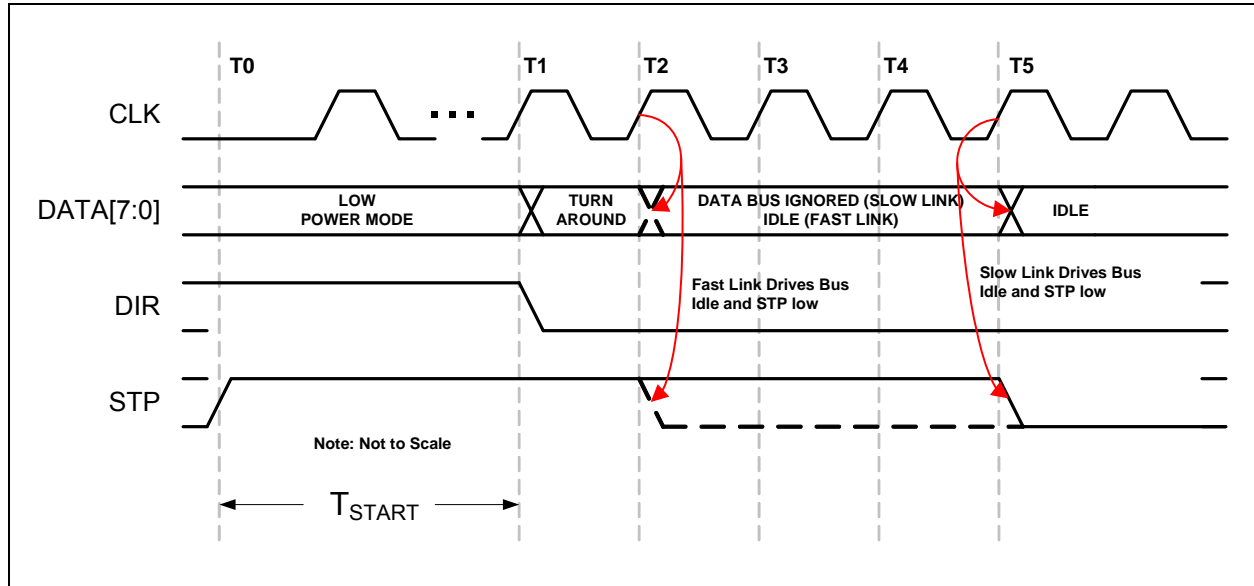 T0 T1 T2 T3 T4 T5
CLK
DATA[7:0]
LOW
POWER MODE
TURN
AROUND
DATA BUS IGNORED (SLOW LINK)
IDLE (FAST LINK)
IDLE
DIR
Fast Link Drives Bus
Idle and STP low
Slow Link Drives Bus
Idle and STP low
STP
Note: Not to Scale
TSTART